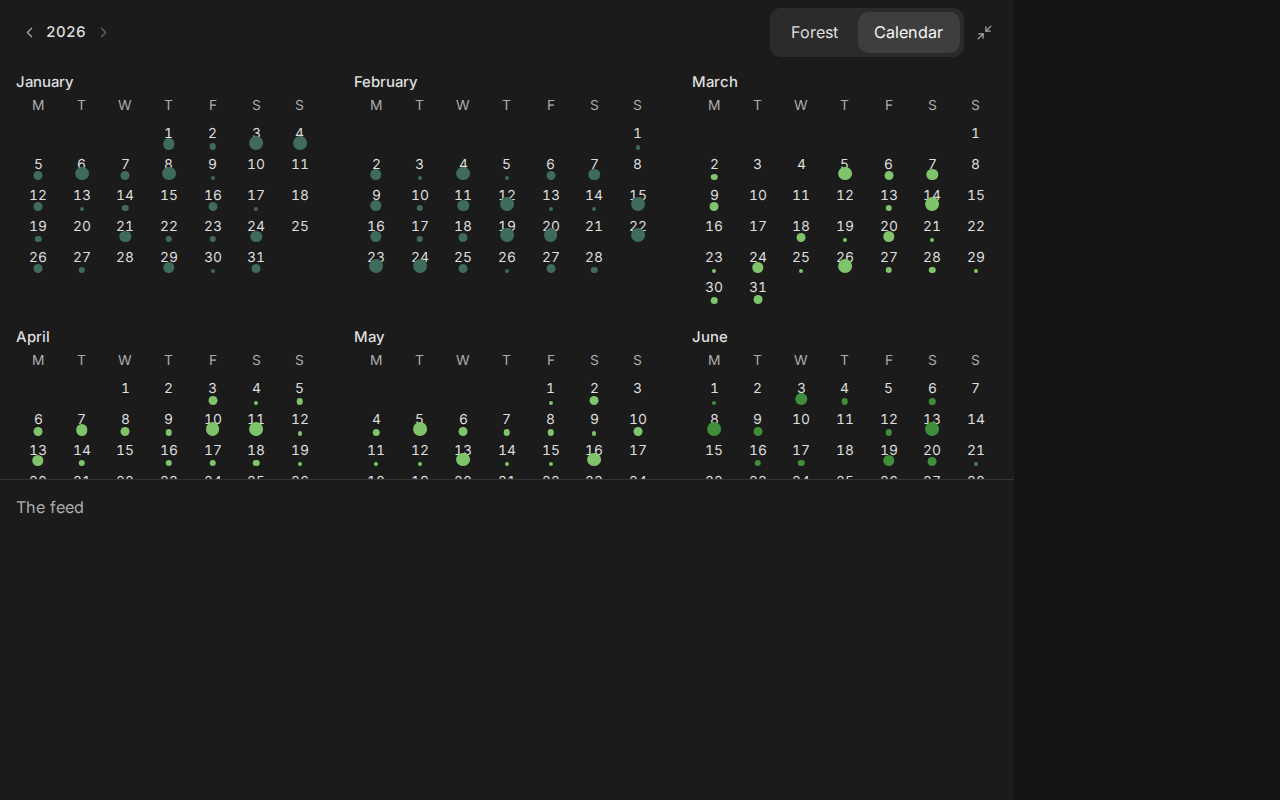 2026
Forest Calendar
January February March
M T W T F S S M T W T F S S M T W T F S S
1 2 3 4 1 1
5 6 7 8 9 10 11 2 3 4 5 6 7 8 2 3 4 5 6 7 8
12 13 14 15 16 17 18 9 10 11 12 13 14 15 9 10 11 12 13 14 15
19 20 21 22 23 24 25 16 17 18 19 20 21 22 16 17 18 19 20 21 22
26 27 28 29 30 31 23 24 25 26 27 28 23 24 25 26 27 28 29
30 31
April May June
M T W T F S S M T W T F S S M T W T F S S
1 2 3 4 5 1 2 3 1 2 3 4 5 6 7
6 7 8 9 10 11 12 4 5 6 7 8 9 10 8 9 10 11 12 13 14
13 14 15 16 17 18 19 11 12 13 14 15 16 17 15 16 17 18 19 20 21
The feed